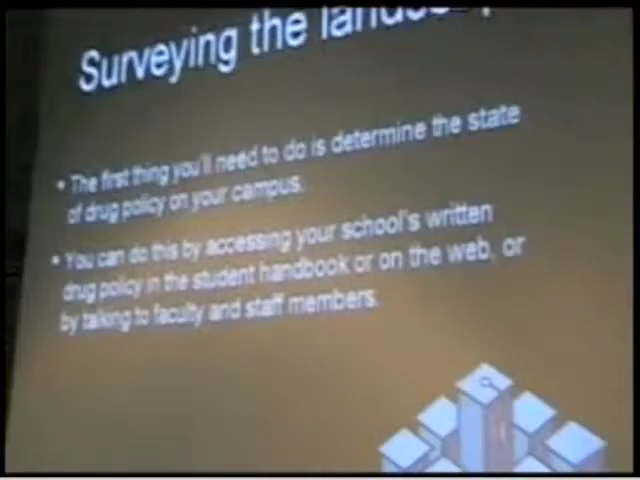 Surveying the
• The first thing you'll need to do is determine the state
of drug policy on your campus.
• You can do this by accessing your school's written
drug policy in the student handbook or on the web, or
by talking to faculty and staff members.